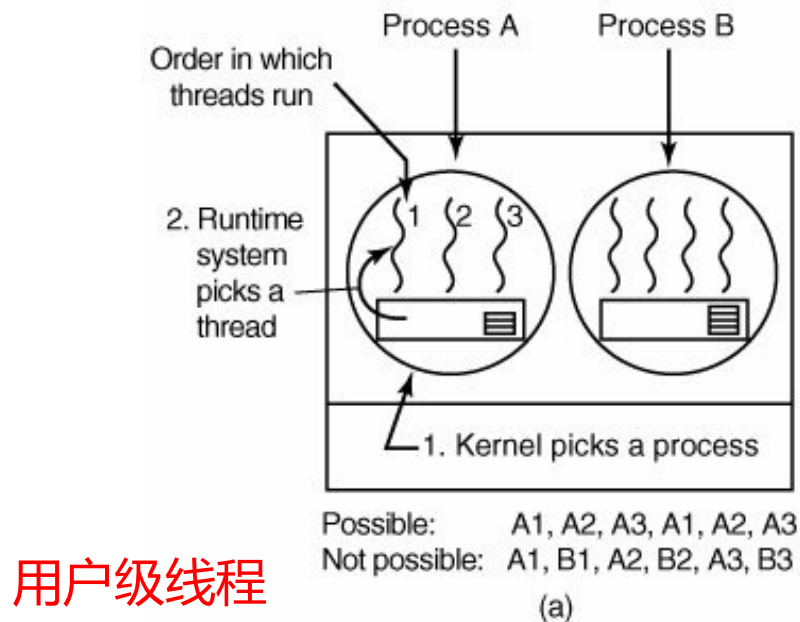 Process A
Process B
Order in which
threads run
1
2
3
2. Runtime
system
picks a
thread
1. Kernel picks a process
Possible: A1, A2, A3, A1, A2, A3
Not possible: A1, B1, A2, B2, A3, B3
用户级线程
(a)